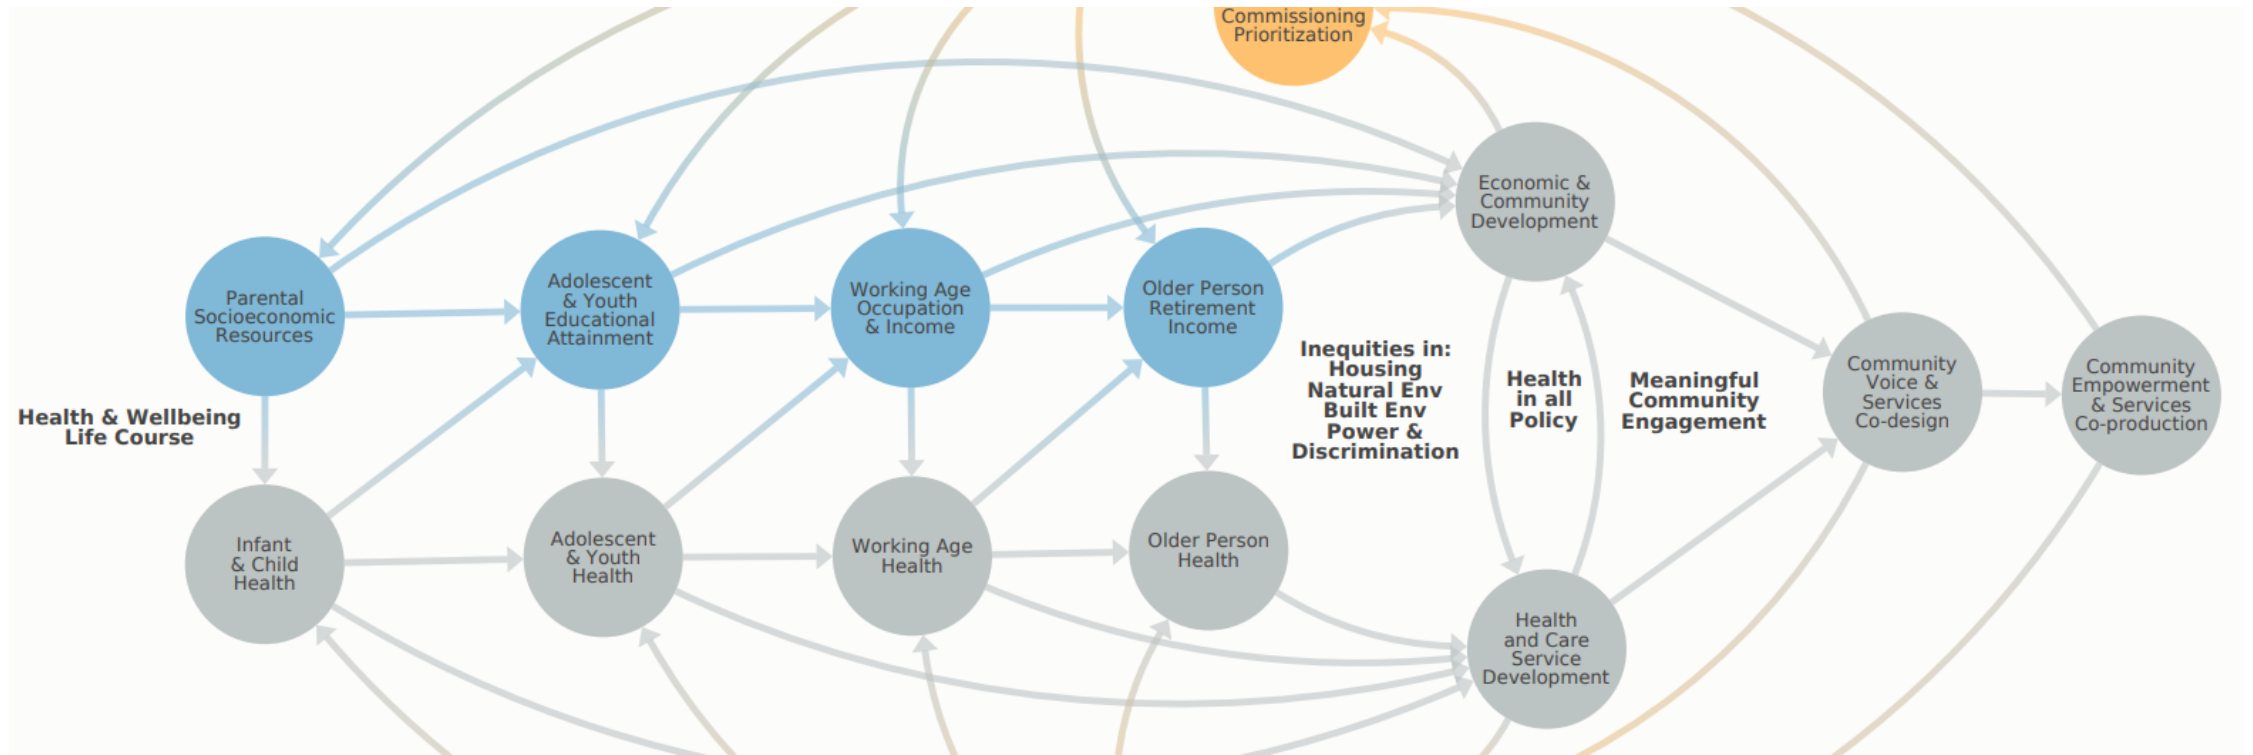 Commissioning
Prioritization
Economic &
Community
Development
Parental
Socioeconomic
Resources
Adolescent
& Youth
Educational
Attainment
Working Age
Occupation
& Income
Older Person
Retirement
Income
Inequities in:
Housing
Natural Env
Built Env
Power &
Discrimination
Health
in all
Policy
Meaningful
Community
Engagement
Community
Voice &
Services
Co-design
Community
Empowerment
& Services
Co-production
Health & Wellbeing
Life Course
Infant
& Child
Health
Adolescent
& Youth
Health
Working Age
Health
Older Person
Health
Health
and Care
Service
Development